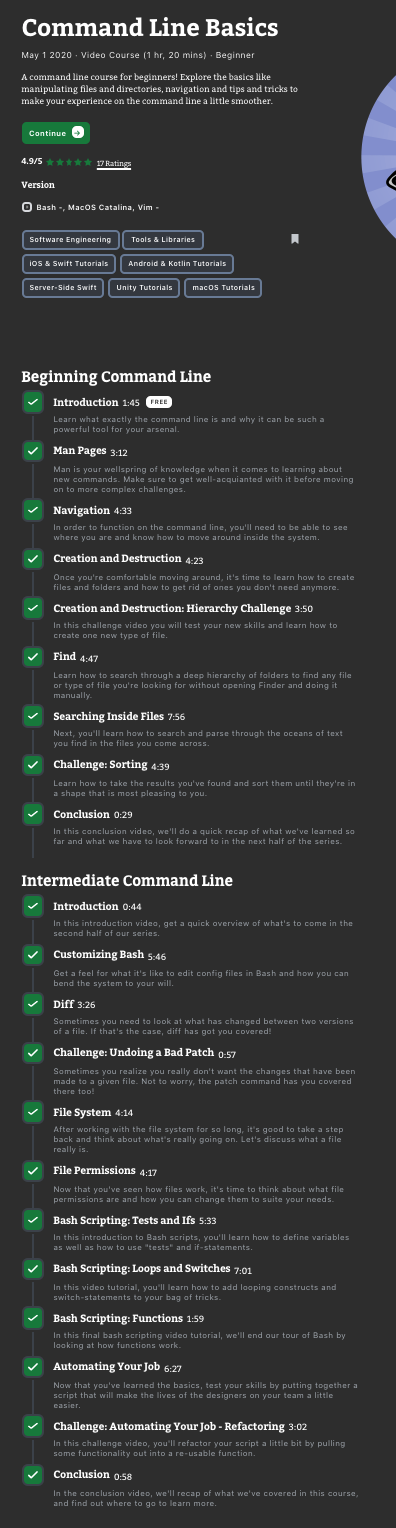 Command Line Basics
May 1 2020 · Video Course (1 hr, 20 mins) · Beginner
A command line course for beginners! Explore the basics like
manipulating files and directories, navigation and tips and tricks to
make your experience on the command line a little smoother.
Continue
4.9/5 17 Ratings
Version
Bash -, MacOS Catalina, Vim -
Software Engineering Tools & Libraries
iOS & Swift Tutorials Android & Kotlin Tutorials
Server-Side Swift Unity Tutorials macOS Tutorials
Beginning Command Line
Introduction 1:45 FREE
Learn what exactly the command line is and why it can be such a
powerful tool for your arsenal.
Man Pages 3:12
Man is your wellspring of knowledge when it comes to learning about
new commands. Make sure to get well-acquianted with it before moving
on to more complex challenges.
Navigation 4:33
In order to function on the command line, you'll need to be able to see
where you are and know how to move around inside the system.
Creation and Destruction 4:23
Once you're comfortable moving around, it's time to learn how to create
files and folders and how to get rid of ones you don't need anymore.
Creation and Destruction: Hierarchy Challenge 3:50
In this challenge video you will test your new skills and learn how to
create one new type of file.
Find 4:47
Learn how to search through a deep hierarchy of folders to find any file
or type of file you're looking for without opening Finder and doing it
manually.
Searching Inside Files 7:56
Next, you'll learn how to search and parse through the oceans of text
you find in the files you come across.
Challenge: Sorting 4:39
Learn how to take the results you've found and sort them until they're in
a shape that is most pleasing to you.
Conclusion 0:29
In this conclusion video, we'll do a quick recap of what we've learned so
far and what we have to look forward to in the next half of the series.
Intermediate Command Line
Introduction 0:44
In this introduction video, get a quick overview of what's to come in the
second half of our series.
Customizing Bash 5:46
Get a feel for what it's like to edit config files in Bash and how you can
bend the system to your will.
Diff 3:26
Sometimes you need to look at what has changed between two versions
of a file. If that's the case, diff has got you covered!
Challenge: Undoing a Bad Patch 0:57
Sometimes you realize you really don't want the changes that have been
made to a given file. Not to worry, the patch command has you covered
there too!
File System 4:14
After working with the file system for so long, it's good to take a step
back and think about what's really going on. Let's discuss what a file
really is.
File Permissions 4:17
Now that you've seen how files work, it's time to think about what file
permissions are and how you can change them to suite your needs.
Bash Scripting: Tests and Ifs 5:33
In this introduction to Bash scripts, you'll learn how to define variables
as well as how to use "tests" and if-statements.
Bash Scripting: Loops and Switches 7:01
In this video tutorial, you'll learn how to add looping constructs and
switch-statements to your bag of tricks.
Bash Scripting: Functions 1:59
In this final bash scripting video tutorial, we'll end our tour of Bash by
looking at how functions work.
Automating Your Job 6:27
Now that you've learned the basics, test your skills by putting together a
script that will make the lives of the designers on your team a little
easier.
Challenge: Automating Your Job - Refactoring 3:02
In this challenge video, you'll refactor your script a little bit by pulling
some functionality out into a re-usable function.
Conclusion 0:58
In the conclusion video, we'll recap of what we've covered in this course,
and find out where to go to learn more.